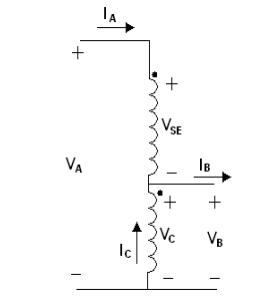 I_A
+
+
V_SE
V_A
− I_B
+ +
I_C V_C V_B
− − −